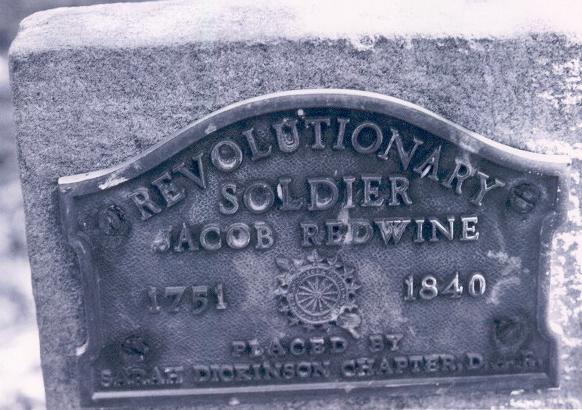 REVOLUTIONARY
SOLDIER
JACOB REDWINE
1751 1840
PLACED BY
SARAH DICKINSON CHAPTER, D.A.R.